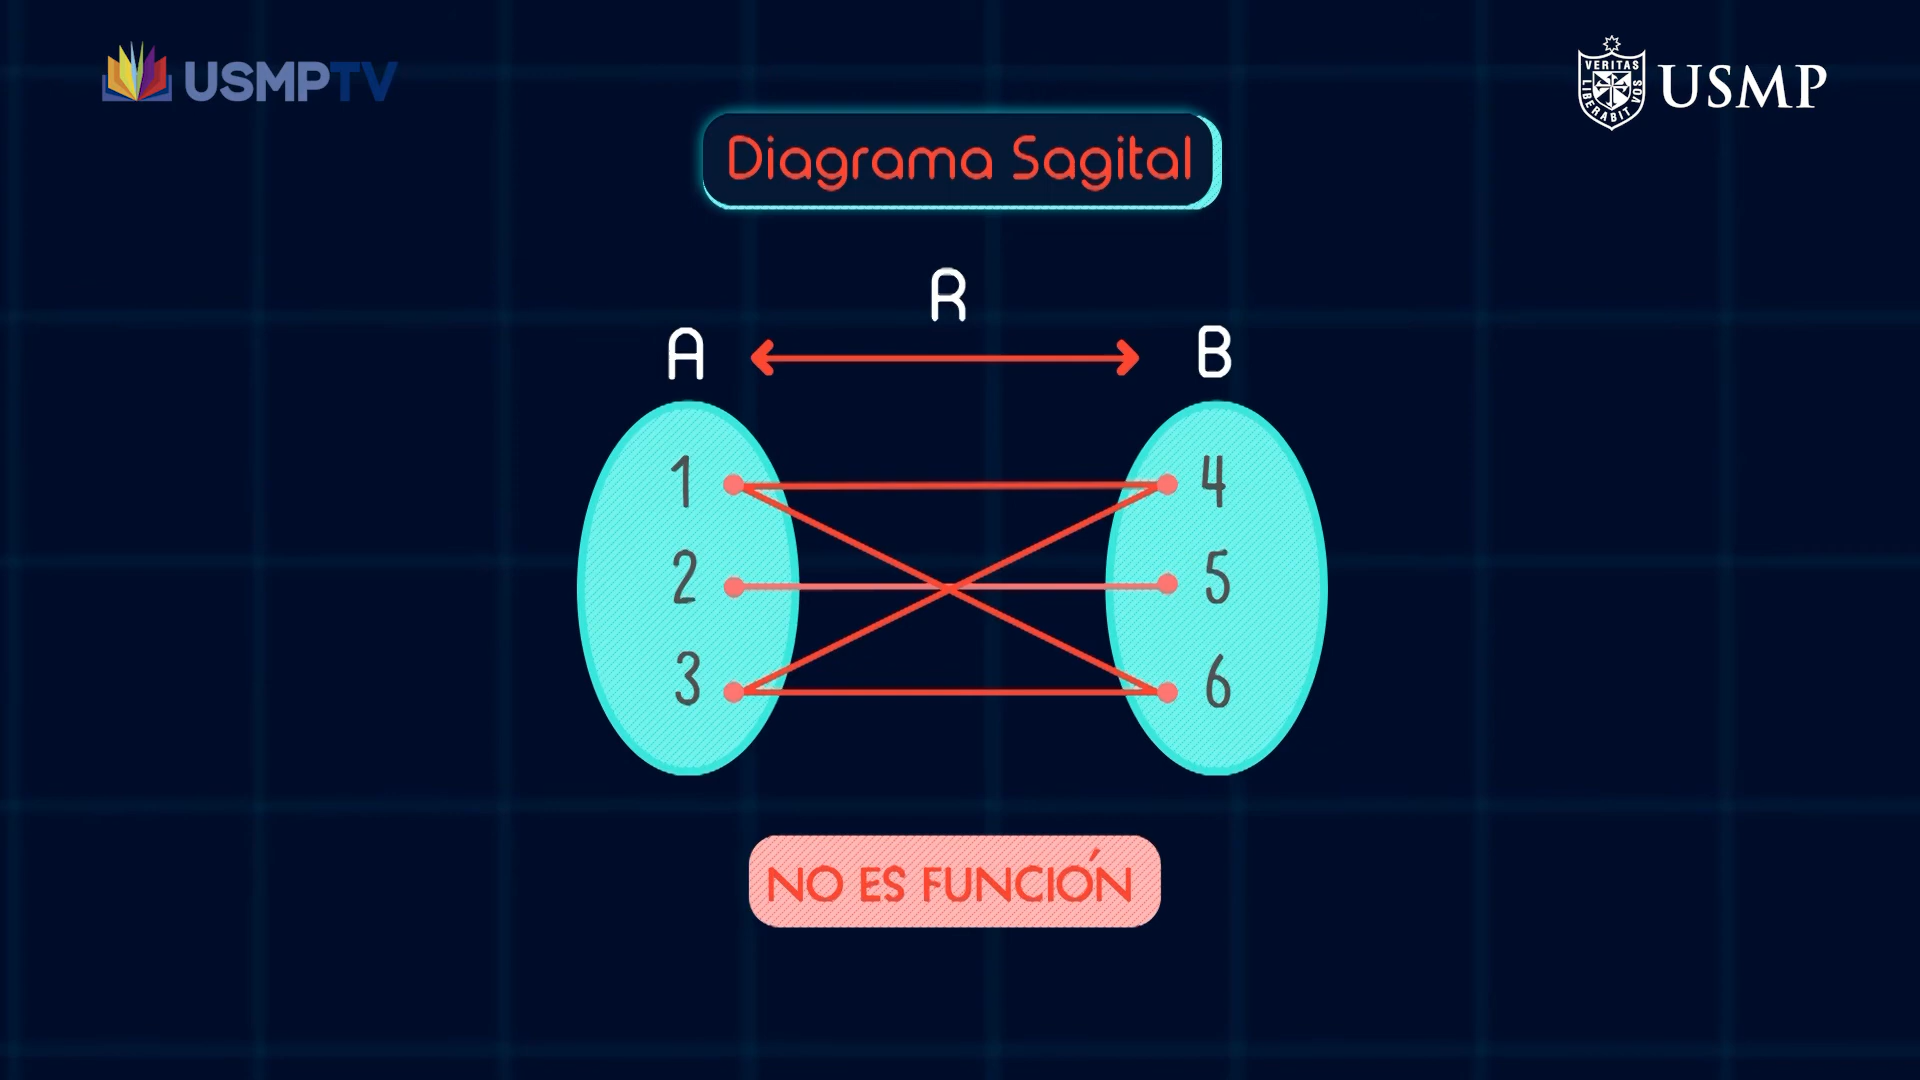 USMPTV
VERITAS
LIBERABIT VOS
USMP
Diagrama Sagital
R
A
B
1
4
2
5
3
6
NO ES FUNCIÓN